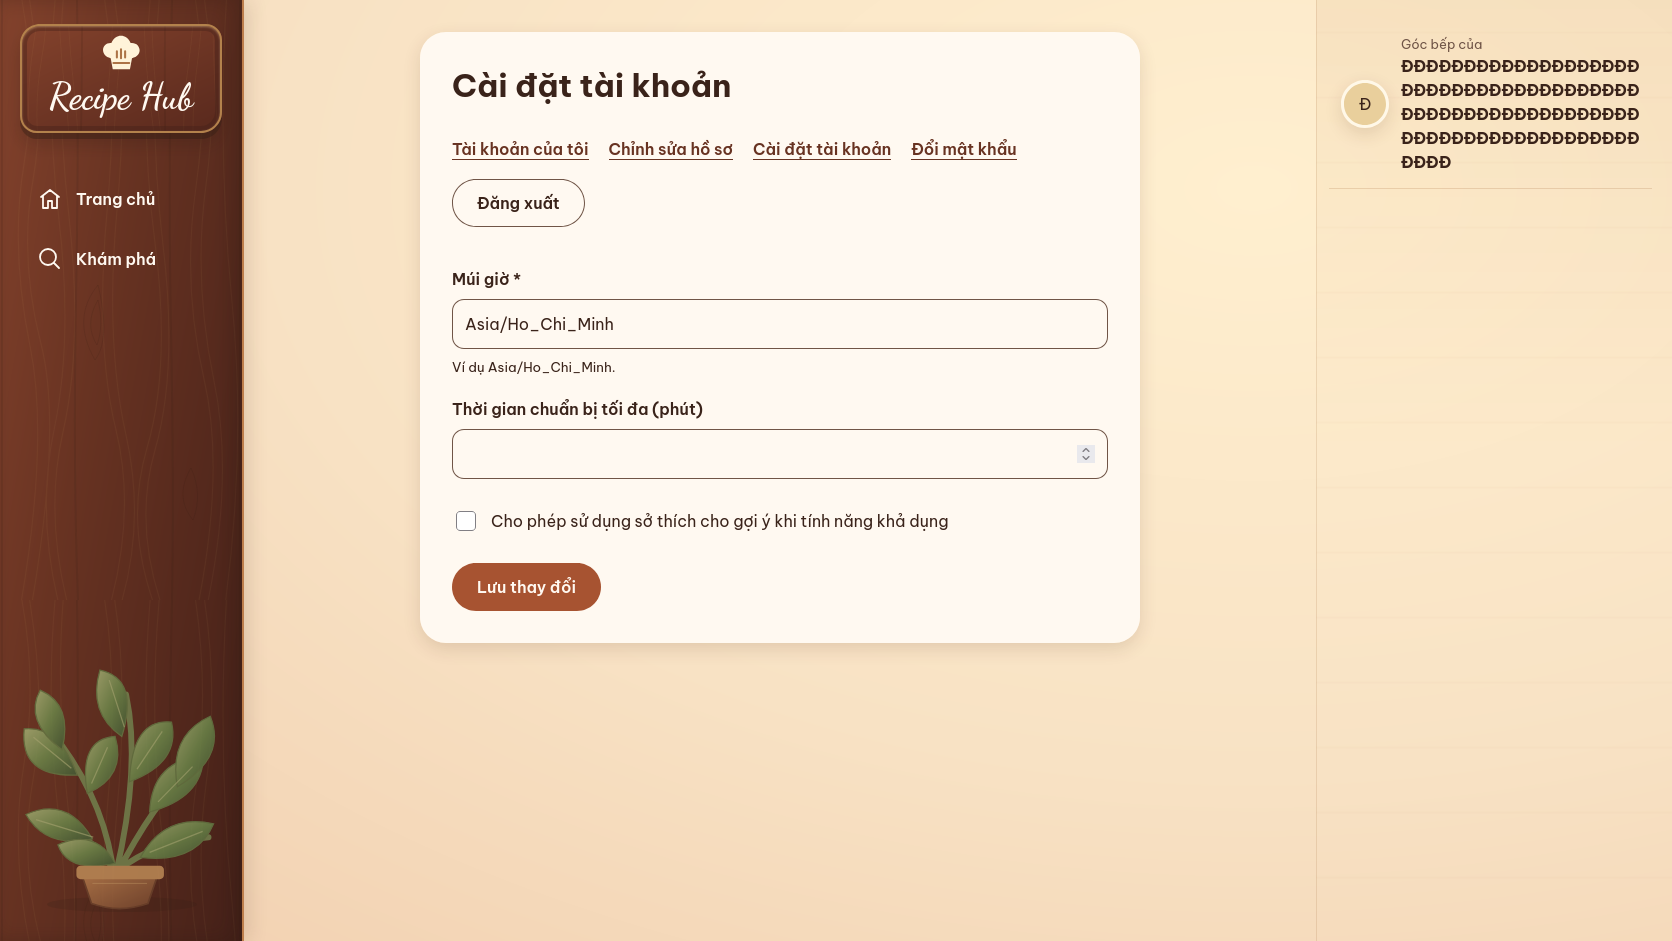 Recipe Hub
Trang chủ
Khám phá
Cài đặt tài khoản
Tài khoản của tôi Chỉnh sửa hồ sơ Cài đặt tài khoản Đổi mật khẩu
Đăng xuất
Múi giờ *
Asia/Ho_Chi_Minh
Ví dụ Asia/Ho_Chi_Minh.
Thời gian chuẩn bị tối đa (phút)
Cho phép sử dụng sở thích cho gợi ý khi tính năng khả dụng
Lưu thay đổi
Góc bếp của
Đ
ĐĐĐĐĐĐĐĐĐĐĐĐĐĐĐĐĐĐĐ
ĐĐĐĐĐĐĐĐĐĐĐĐĐĐĐĐĐĐĐ
ĐĐĐĐĐĐĐĐĐĐĐĐĐĐĐĐĐĐĐ
ĐĐĐĐĐĐĐĐĐĐĐĐĐĐĐĐĐĐĐ
ĐĐĐĐ